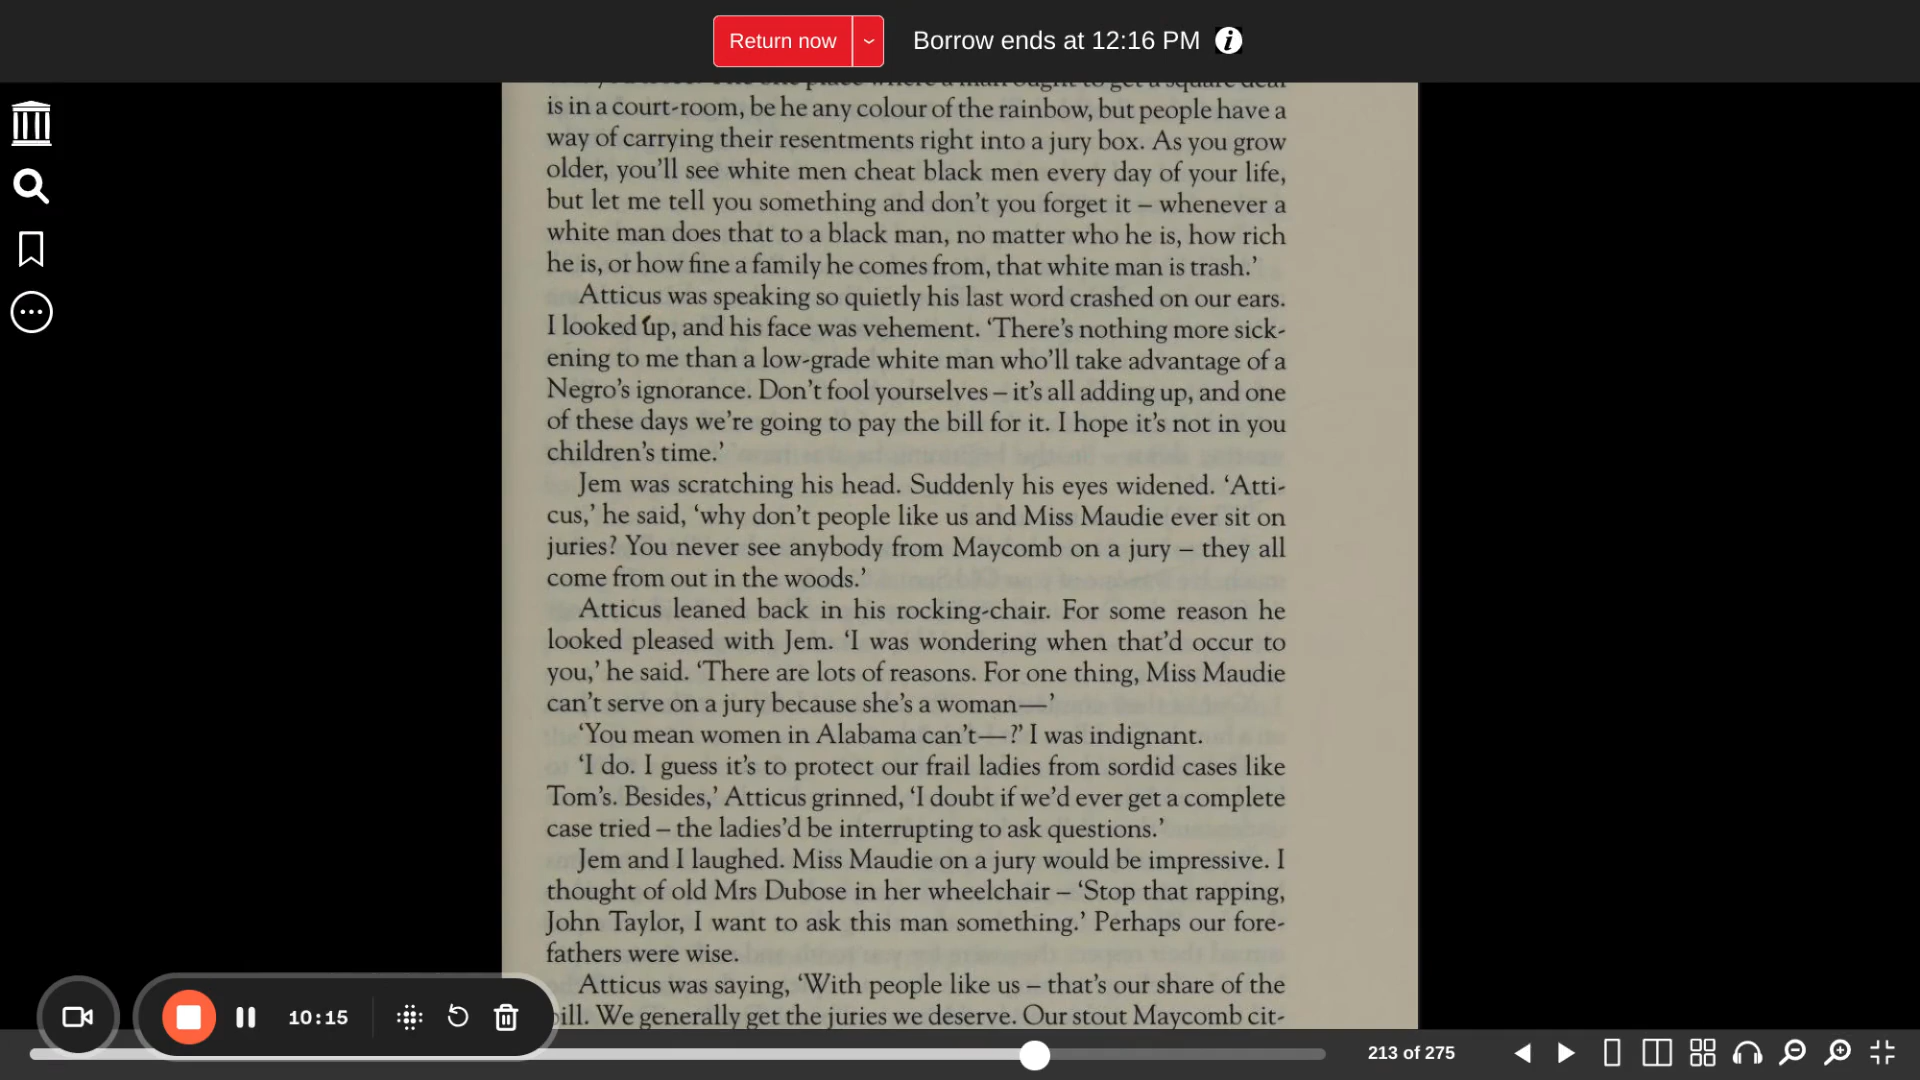 Return now
Borrow ends at 12:16 PM
is in a court-room, be he any colour of the rainbow, but people have a
way of carrying their resentments right into a jury box. As you grow
older, you’ll see white men cheat black men every day of your life,
but let me tell you something and don’t you forget it – whenever a
white man does that to a black man, no matter who he is, how rich
he is, or how fine a family he comes from, that white man is trash.’
Atticus was speaking so quietly his last word crashed on our ears.
I looked up, and his face was vehement. ‘There’s nothing more sick-
ening to me than a low-grade white man who’ll take advantage of a
Negro’s ignorance. Don’t fool yourselves – it’s all adding up, and one
of these days we’re going to pay the bill for it. I hope it’s not in you
children’s time.’
Jem was scratching his head. Suddenly his eyes widened. ‘Atti-
cus,’ he said, ‘why don’t people like us and Miss Maudie ever sit on
juries? You never see anybody from Maycomb on a jury – they all
come from out in the woods.’
Atticus leaned back in his rocking-chair. For some reason he
looked pleased with Jem. ‘I was wondering when that’d occur to
you,’ he said. ‘There are lots of reasons. For one thing, Miss Maudie
can’t serve on a jury because she’s a woman—’
‘You mean women in Alabama can’t—?’ I was indignant.
‘I do. I guess it’s to protect our frail ladies from sordid cases like
Tom’s. Besides,’ Atticus grinned, ‘I doubt if we’d ever get a complete
case tried – the ladies’d be interrupting to ask questions.’
Jem and I laughed. Miss Maudie on a jury would be impressive. I
thought of old Mrs Dubose in her wheelchair – ‘Stop that rapping,
John Taylor, I want to ask this man something.’ Perhaps our fore-
fathers were wise.
Atticus was saying, ‘With people like us – that’s our share of the
bill. We generally get the juries we deserve. Our stout Maycomb cit-
10:15
213 of 275